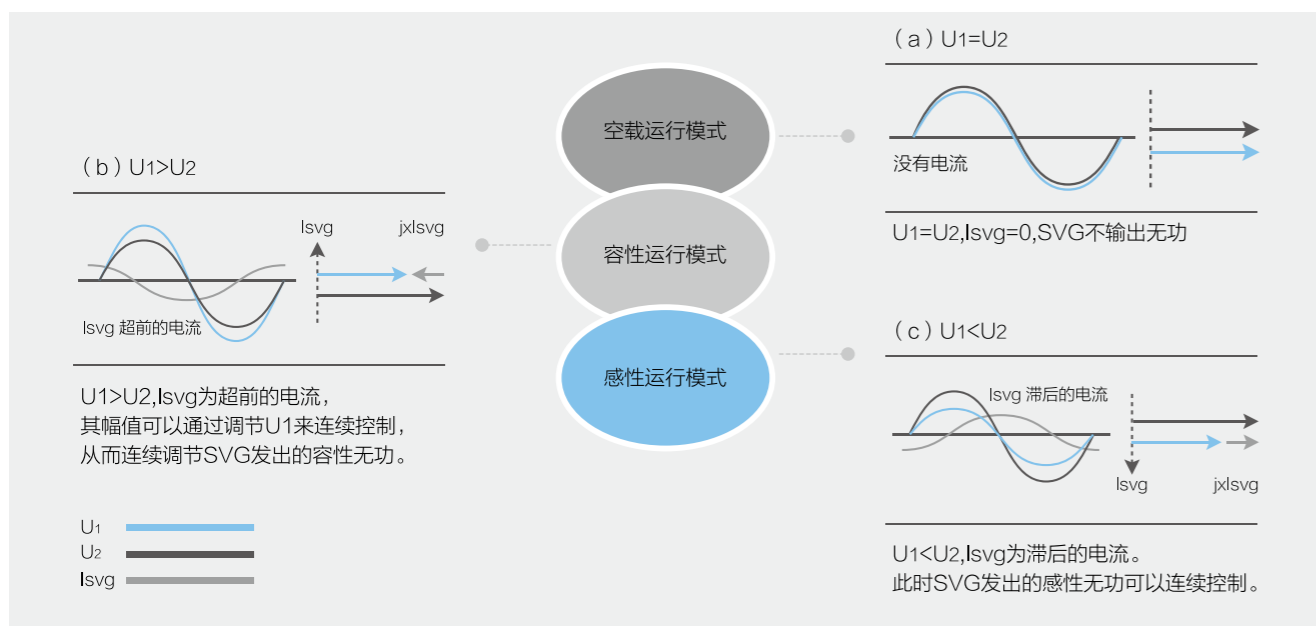 (a)U1=U2
没有电流
U1=U2,Isvg=0,SVG不输出无功
空载运行模式
容性运行模式
感性运行模式
(b)U1>U2
Isvg
jxIsvg
Isvg 超前的电流
U1>U2,Isvg为超前的电流，
其幅值可以通过调节U1来连续控制，
从而连续调节SVG发出的容性无功。
(c)U1<U2
Isvg 滞后的电流
Isvg
jxIsvg
U1<U2,Isvg为滞后的电流。
此时SVG发出的感性无功可以连续控制。
U1
U2
Isvg